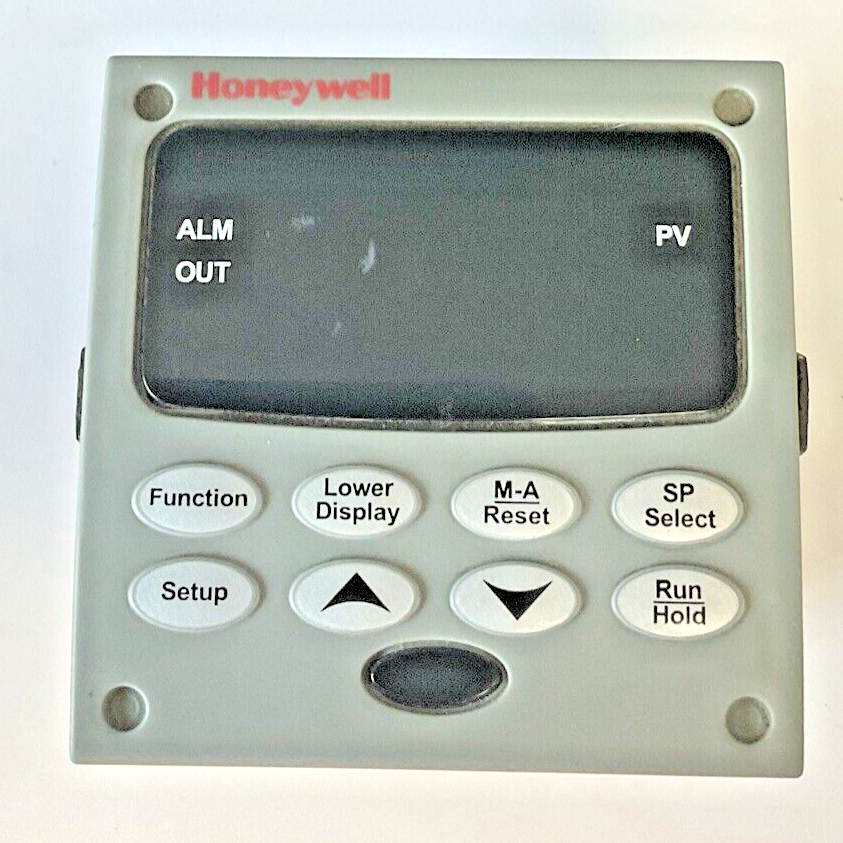 Honeywell
ALM
PV
OUT
Function
Lower
Display
M-A
Reset
SP
Select
Setup
Run
Hold